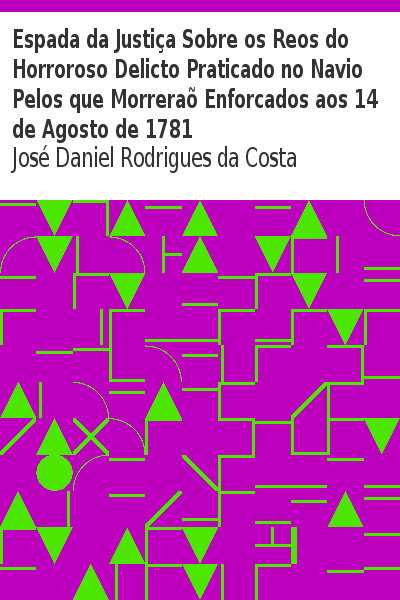 Espada da Justiça Sobre os Reos do
Horroroso Delicto Praticado no Navio
Pelos que Morreraõ Enforcados aos 14
de Agosto de 1781
José Daniel Rodrigues da Costa